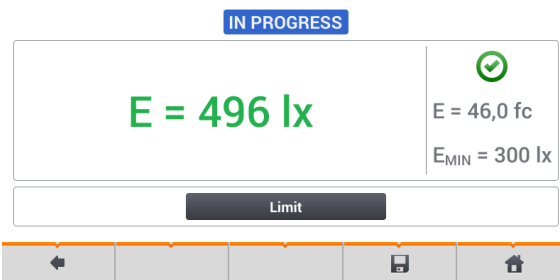 IN PROGRESS
E = 496 lx
E = 46,0 fc
EMIN = 300 lx
Limit